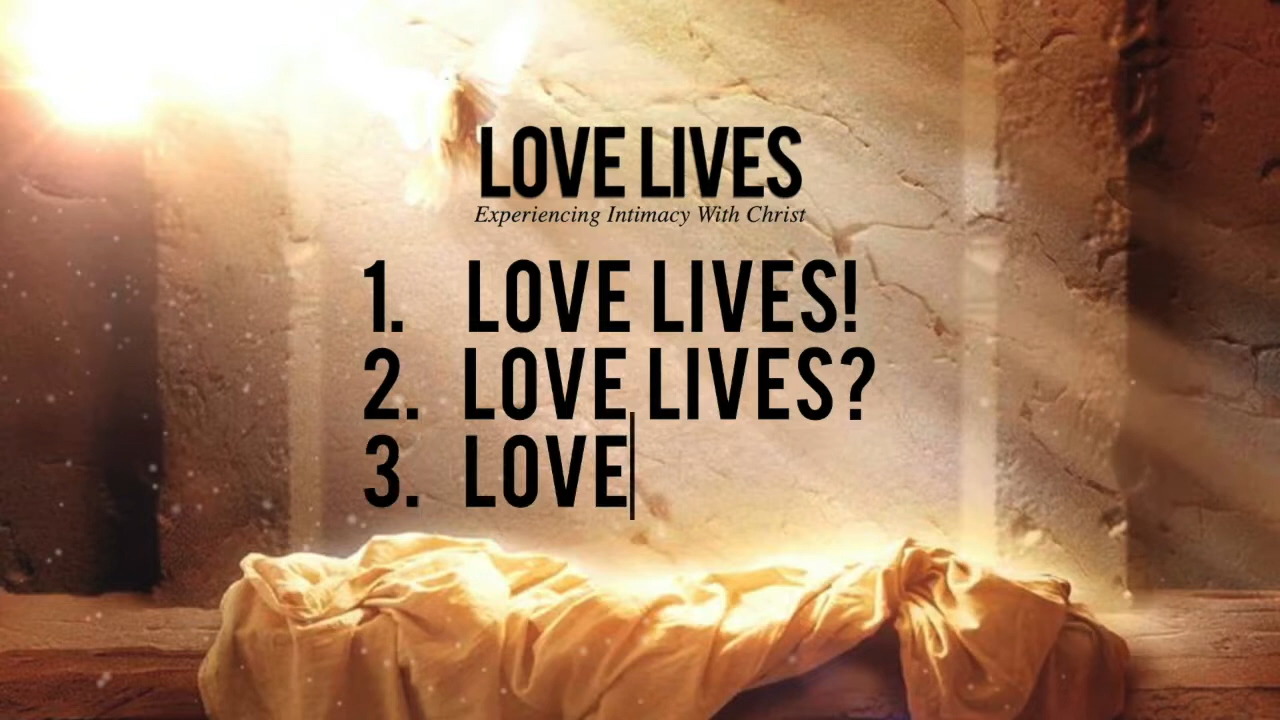 LOVE LIVES
Experiencing Intimacy With Christ
1. LOVE LIVES!
2. LOVE LIVES?
3. LOVE